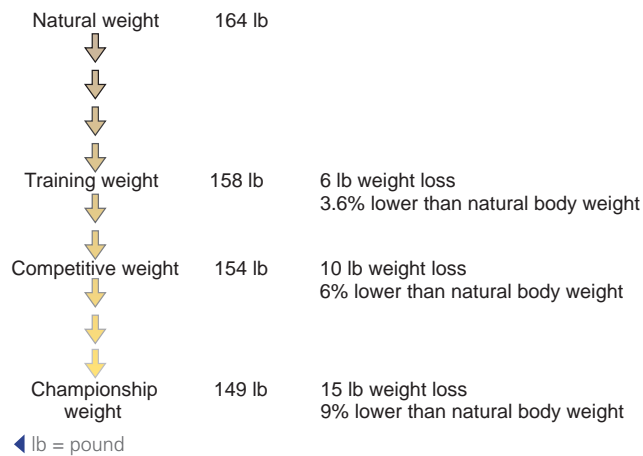 Natural weight 164 lb
Training weight 158 lb 6 lb weight loss
3.6% lower than natural body weight
Competitive weight 154 lb 10 lb weight loss
6% lower than natural body weight
Championship 149 lb 15 lb weight loss
weight 9% lower than natural body weight
lb = pound